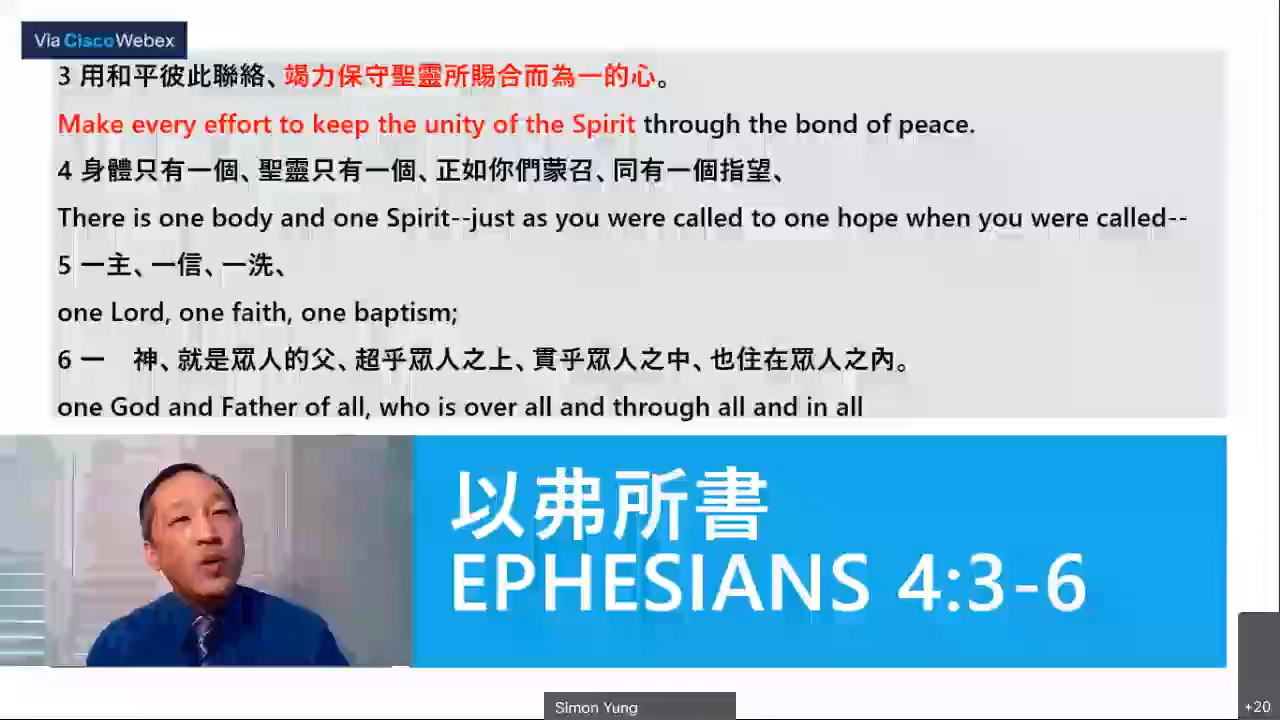 Via Cisco Webex
3 用和平彼此聯絡、竭力保守聖靈所賜合而為一的心。
Make every effort to keep the unity of the Spirit through the bond of peace.
4 身體只有一個、聖靈只有一個、正如你們蒙召、同有一個指望、
There is one body and one Spirit--just as you were called to one hope when you were called--
5 一主、一信、一洗、
one Lord, one faith, one baptism;
6 一　神、就是眾人的父、超乎眾人之上、貫乎眾人之中、也住在眾人之內。
one God and Father of all, who is over all and through all and in all
以弗所書
EPHESIANS 4:3-6
Simon Yung
+20